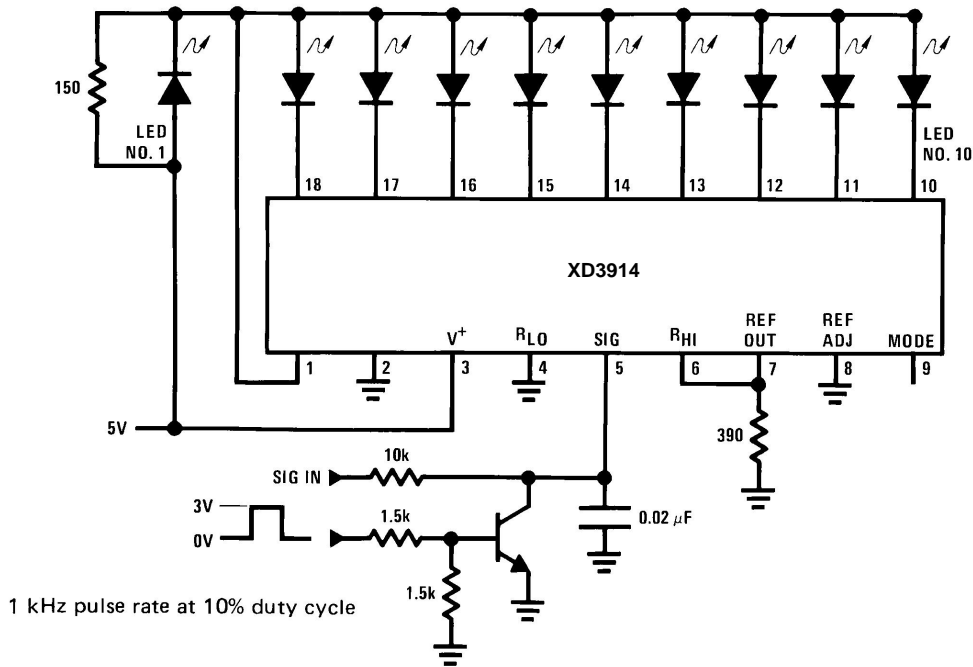 150
LED
NO. 1
LED
NO. 10
18 17 16 15 14 13 12 11 10
XD3914
V+ RLO SIG RHI REF OUT REF ADJ MODE
1 2 3 4 5 6 7 8 9
5V
390
SIG IN
10k
3V
0V
1.5k
0.02 µF
1.5k
1 kHz pulse rate at 10% duty cycle